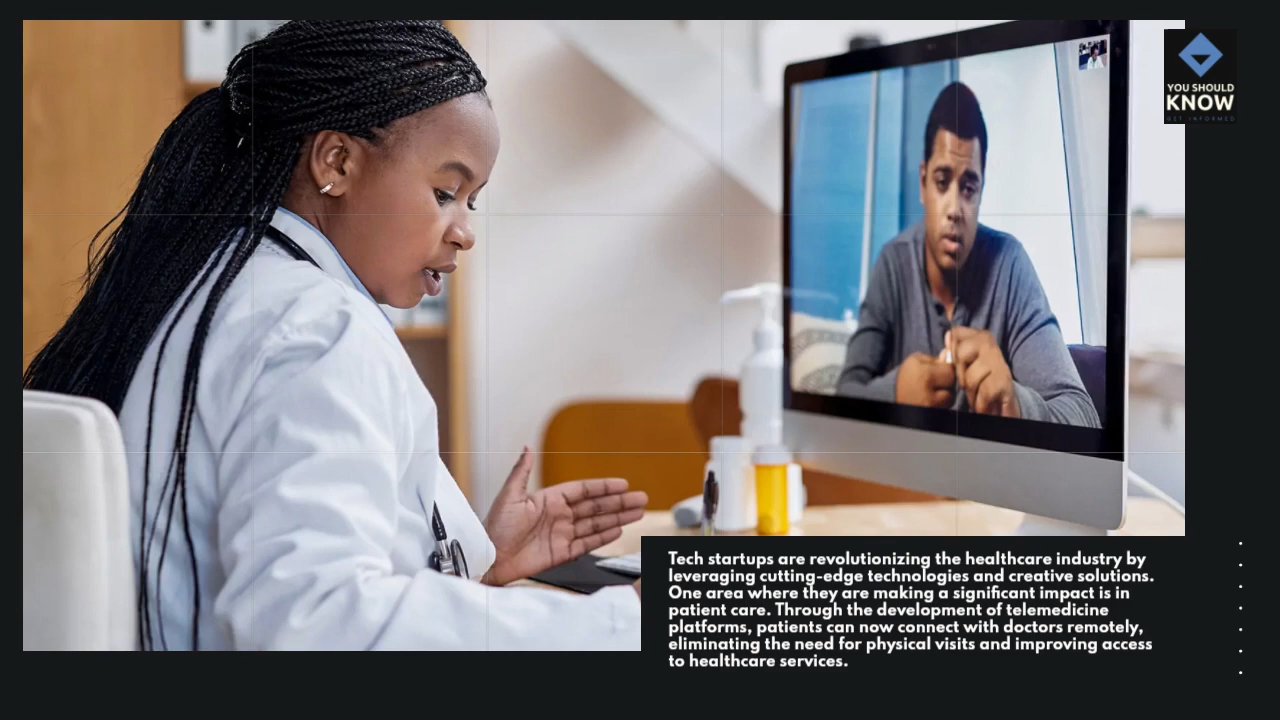 YOU SHOULD
KNOW
GET INFORMED
Tech startups are revolutionizing the healthcare industry by
leveraging cutting-edge technologies and creative solutions.
One area where they are making a significant impact is in
patient care. Through the development of telemedicine
platforms, patients can now connect with doctors remotely,
eliminating the need for physical visits and improving access
to healthcare services.